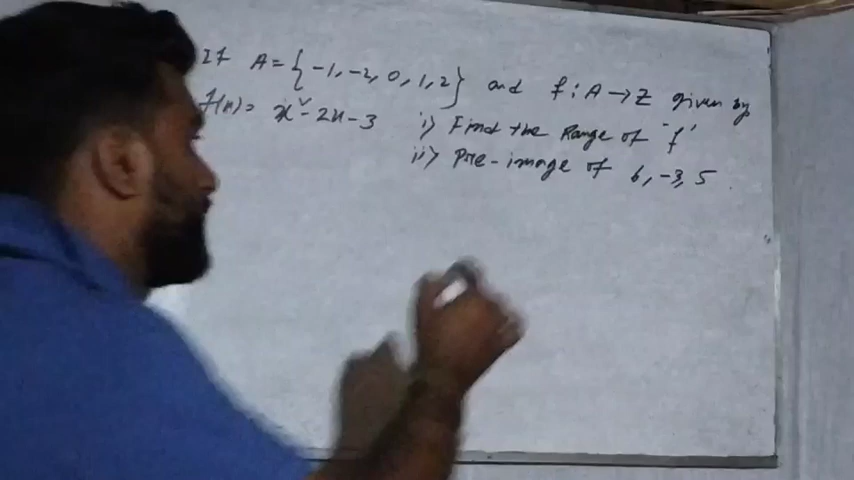 If A = {-1, -2, 0, 1, 2} and f : A → Z given by
f(x) = x² - 2x - 3 i) Find the Range of "f"
ii) Pre-image of 6, -3, 5